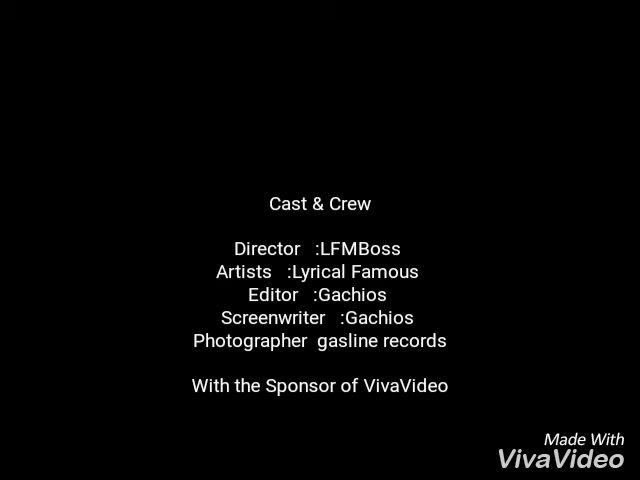 Cast & Crew
Director :LFMBoss
Artists :Lyrical Famous
Editor :Gachios
Screenwriter :Gachios
Photographer gasline records
With the Sponsor of VivaVideo
Made With
VivaVideo